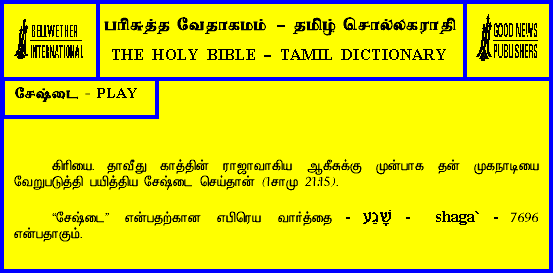 BELLWETHER
INTERNATIONAL
பரிசுத்த வேதாகமம் – தமிழ் சொல்லகராதி
THE HOLY BIBLE – TAMIL DICTIONARY
GOOD NEWS
PUBLISHERS
சேஷ்டை - PLAY
கிரியை. தாவீது காத்தின் ராஜாவாகிய ஆகீசுக்கு முன்பாக தன் முகநாடியை
வேறுபடுத்தி பயித்திய சேஷ்டை செய்தான் (1சாமு 21:15).
“சேஷ்டை” என்பதற்கான எபிரெய வார்த்தை - שָׁגַע - shaga` - 7696
என்பதாகும்.